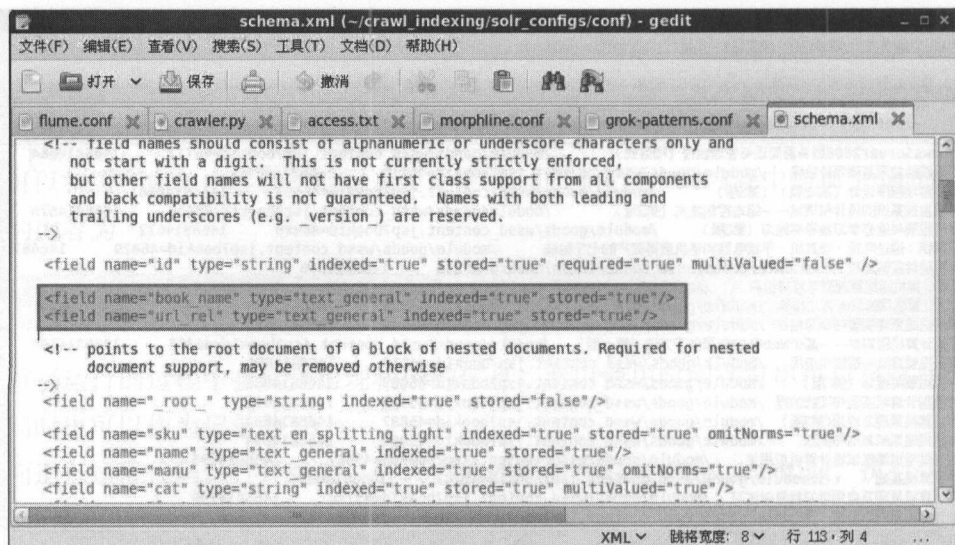 schema.xml (~/crawl_indexing/solr_configs/conf) - gedit
文件(F) 编辑(E) 查看(V) 搜索(S) 工具(T) 文档(D) 帮助(H)
打开 保存 撤消
flume.conf crawler.py access.txt morphline.conf grok-patterns.conf schema.xml
<!-- field names should consist of alphanumeric or underscore characters only and
not start with a digit. This is not currently strictly enforced,
but other field names will not have first class support from all components
and back compatibility is not guaranteed. Names with both leading and
trailing underscores (e.g. version ) are reserved.
-->
<field name="id" type="string" indexed="true" stored="true" required="true" multiValued="false" />
<field name="book_name" type="text_general" indexed="true" stored="true"/>
<field name="url_rel" type="text_general" indexed="true" stored="true"/>
<!-- points to the root document of a block of nested documents. Required for nested
document support, may be removed otherwise
-->
<field name="_root_" type="string" indexed="true" stored="false"/>
<field name="sku" type="text_en_splitting_tight" indexed="true" stored="true" omitNorms="true"/>
<field name="name" type="text_general" indexed="true" stored="true"/>
<field name="manu" type="text_general" indexed="true" stored="true" omitNorms="true"/>
<field name="cat" type="string" indexed="true" stored="true" multiValued="true"/>
XML 跳格宽度: 8 行 113,列 4 ...